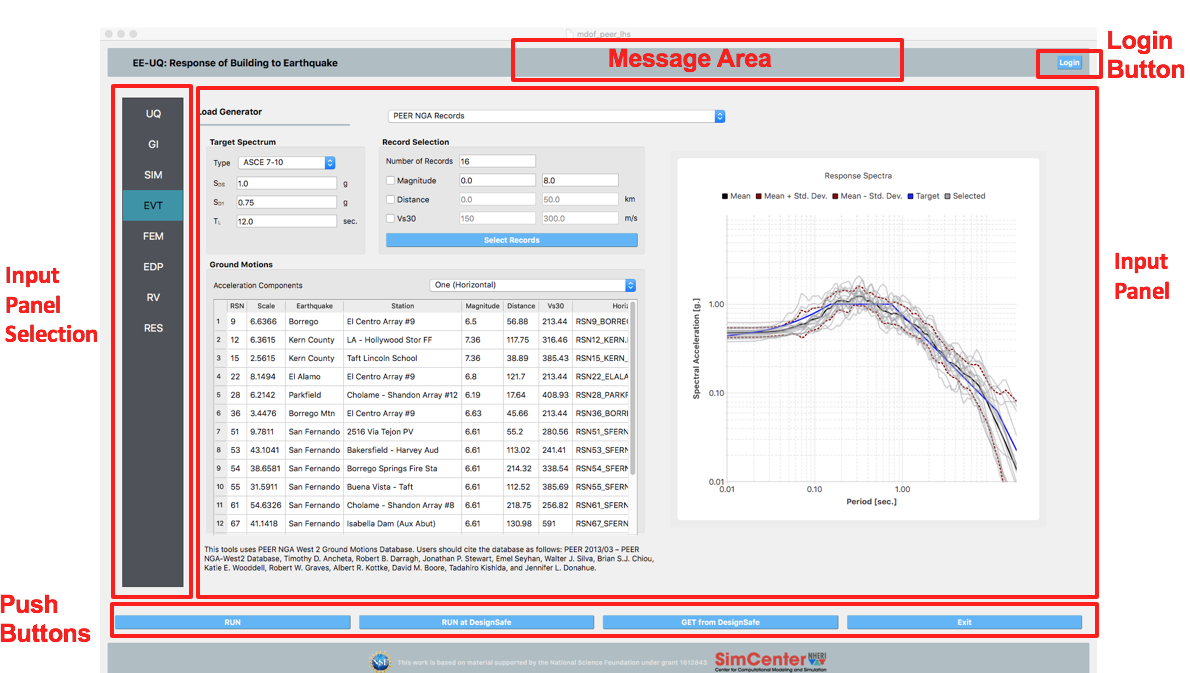 mdof_peer_lhs
EE-UQ: Response of Building to Earthquake
Message Area
Login
Login
Button
UQ
GI
SIM
EVT
FEM
EDP
RV
RES
Input
Panel
Selection
Load Generator
PEER NGA Records
Target Spectrum
Type ASCE 7-10
SDS 1.0 g
SD1 0.75 g
TL 12.0 sec.
Record Selection
Number of Records 16
Magnitude 0.0 8.0
Distance 0.0 50.0 km
Vs30 150 300.0 m/s
Select Records
Ground Motions
Acceleration Components One (Horizontal)
RSN Scale Earthquake Station Magnitude Distance Vs30 Horiz
1 9 6.6366 Borrego El Centro Array #9 6.5 56.88 213.44 RSN9_BORREG
2 12 6.3615 Kern County LA - Hollywood Stor FF 7.36 117.75 316.46 RSN12_KERN.
3 15 2.5615 Kern County Taft Lincoln School 7.36 38.89 385.43 RSN15_KERN_
4 22 8.1494 El Alamo El Centro Array #9 6.8 121.7 213.44 RSN22_ELALA
5 28 6.2142 Parkfield Cholame - Shandon Array #12 6.19 17.64 408.93 RSN28_PARKF
6 36 3.4476 Borrego Mtn El Centro Array #9 6.63 45.66 213.44 RSN36_BORRE
7 51 9.7811 San Fernando 2516 Via Tejon PV 6.61 55.2 280.56 RSN51_SFERN
8 53 43.1041 San Fernando Bakersfield - Harvey Aud 6.61 113.02 241.41 RSN53_SFERN
9 54 38.6581 San Fernando Borrego Springs Fire Sta 6.61 214.32 338.54 RSN54_SFERN
10 55 31.5911 San Fernando Buena Vista - Taft 6.61 112.52 385.69 RSN55_SFERN
11 61 54.6326 San Fernando Cholame - Shandon Array #8 6.61 218.75 256.82 RSN61_SFERN
12 67 41.1418 San Fernando Isabella Dam (Aux Abut) 6.61 130.98 591 RSN67_SFERN
This tools uses PEER NGA West 2 Ground Motions Database. Users should cite the database as follows: PEER 2013/03 – PEER
NGA-West2 Database, Timothy D. Ancheta, Robert B. Darragh, Jonathan P. Stewart, Emel Seyhan, Walter J. Silva, Brian S.J. Chiou,
Katie E. Wooddell, Robert W. Graves, Albert R. Kottke, David M. Boore, Tadahiro Kishida, and Jennifer L. Donahue.
Response Spectra
Mean Mean + Std. Dev. Mean - Std. Dev. Target Selected
Spectral Acceleration [g.]
1.00
0.10
0.01
0.01 0.10 1.00
Period [sec.]
Input
Panel
Push
Buttons
RUN
RUN at DesignSafe
GET from DesignSafe
Exit
NSF
This work is based on material supported by the National Science Foundation under grant 1612843
SimCenter NHERI
Center for Computational Modeling and Simulation